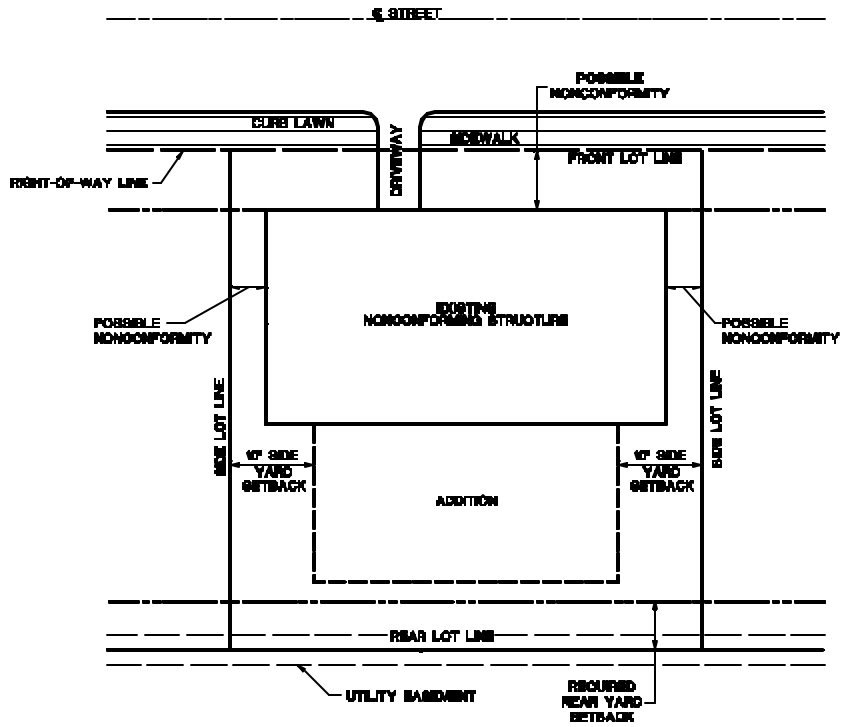 ℄ STREET
POSSIBLE
NONCONFORMITY
CURB LAWN
SIDEWALK
DRIVEWAY
FRONT LOT LINE
RIGHT-OF-WAY LINE
EXISTING
NONCONFORMING STRUCTURE
POSSIBLE
NONCONFORMITY
POSSIBLE
NONCONFORMITY
SIDE LOT LINE
SIDE LOT LINE
10' SIDE
YARD
SETBACK
10' SIDE
YARD
SETBACK
ADDITION
REAR LOT LINE
UTILITY EASEMENT
REQUIRED
REAR YARD
SETBACK